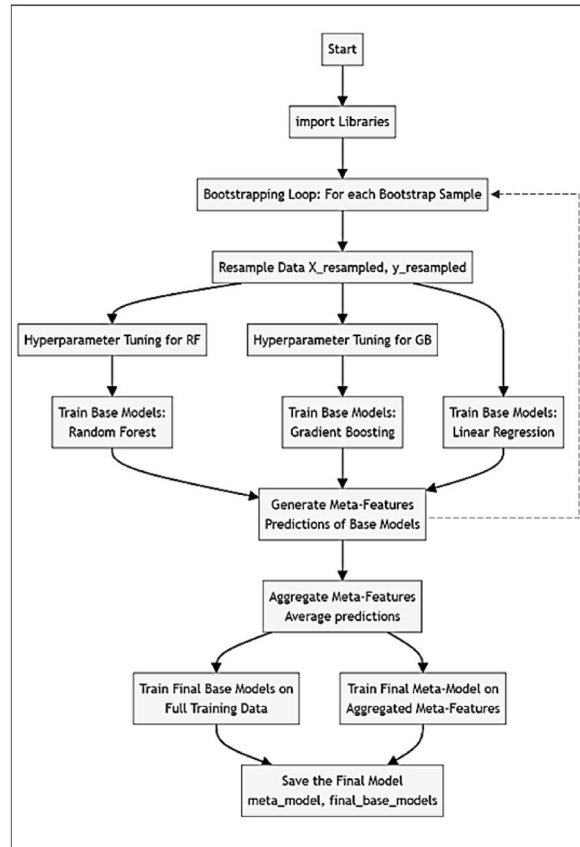 Start
import Libraries
Bootstrapping Loop: For each Bootstrap Sample
Resample Data X_resampled, y_resampled
Hyperparameter Tuning for RF
Hyperparameter Tuning for GB
Train Base Models:
Random Forest
Train Base Models:
Gradient Boosting
Train Base Models:
Linear Regression
Generate Meta-Features
Predictions of Base Models
Aggregate Meta-Features
Average predictions
Train Final Base Models on
Full Training Data
Train Final Meta-Model on
Aggregated Meta-Features
Save the Final Model
meta_model, final_base_models